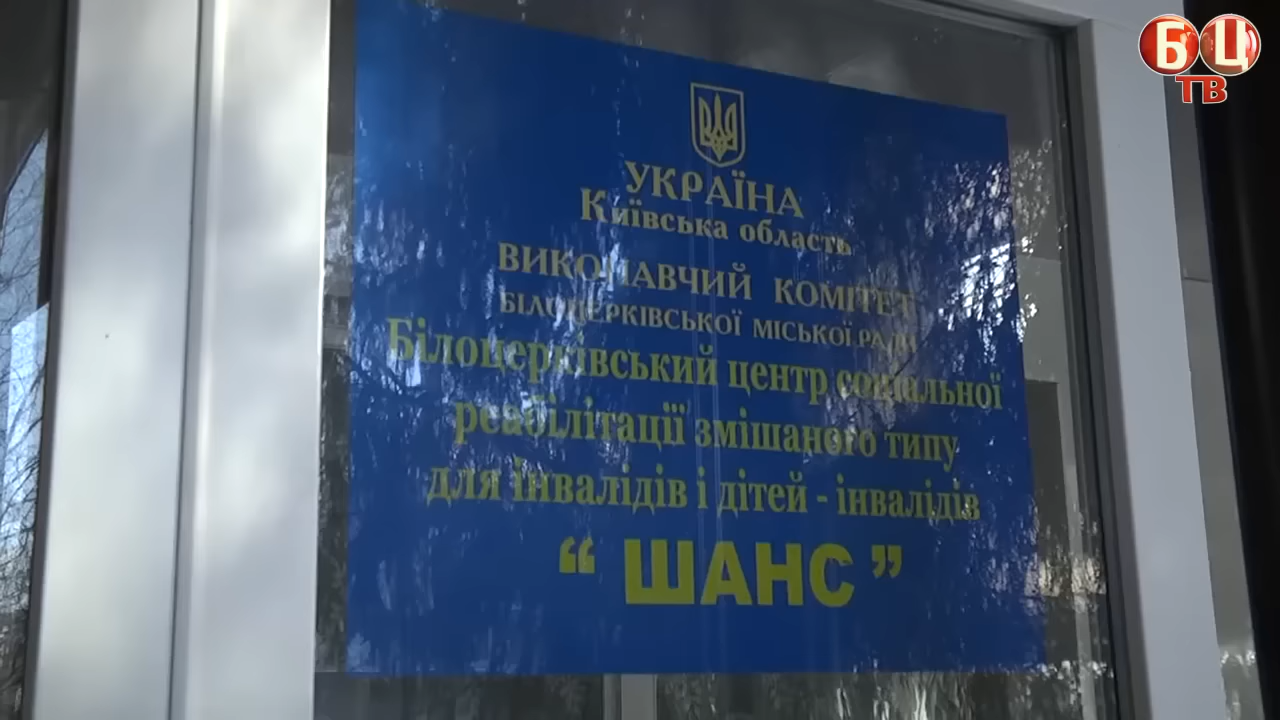 БЦ
ТВ
УКРАЇНА
Київська область
ВИКОНАВЧИЙ КОМІТЕТ
БІЛОЦЕРКІВСЬКОЇ МІСЬКОЇ РАДИ
Білоцерківський центр соціальної
реабілітації змішаного типу
для інвалідів і дітей - інвалідів
“ ШАНС ”